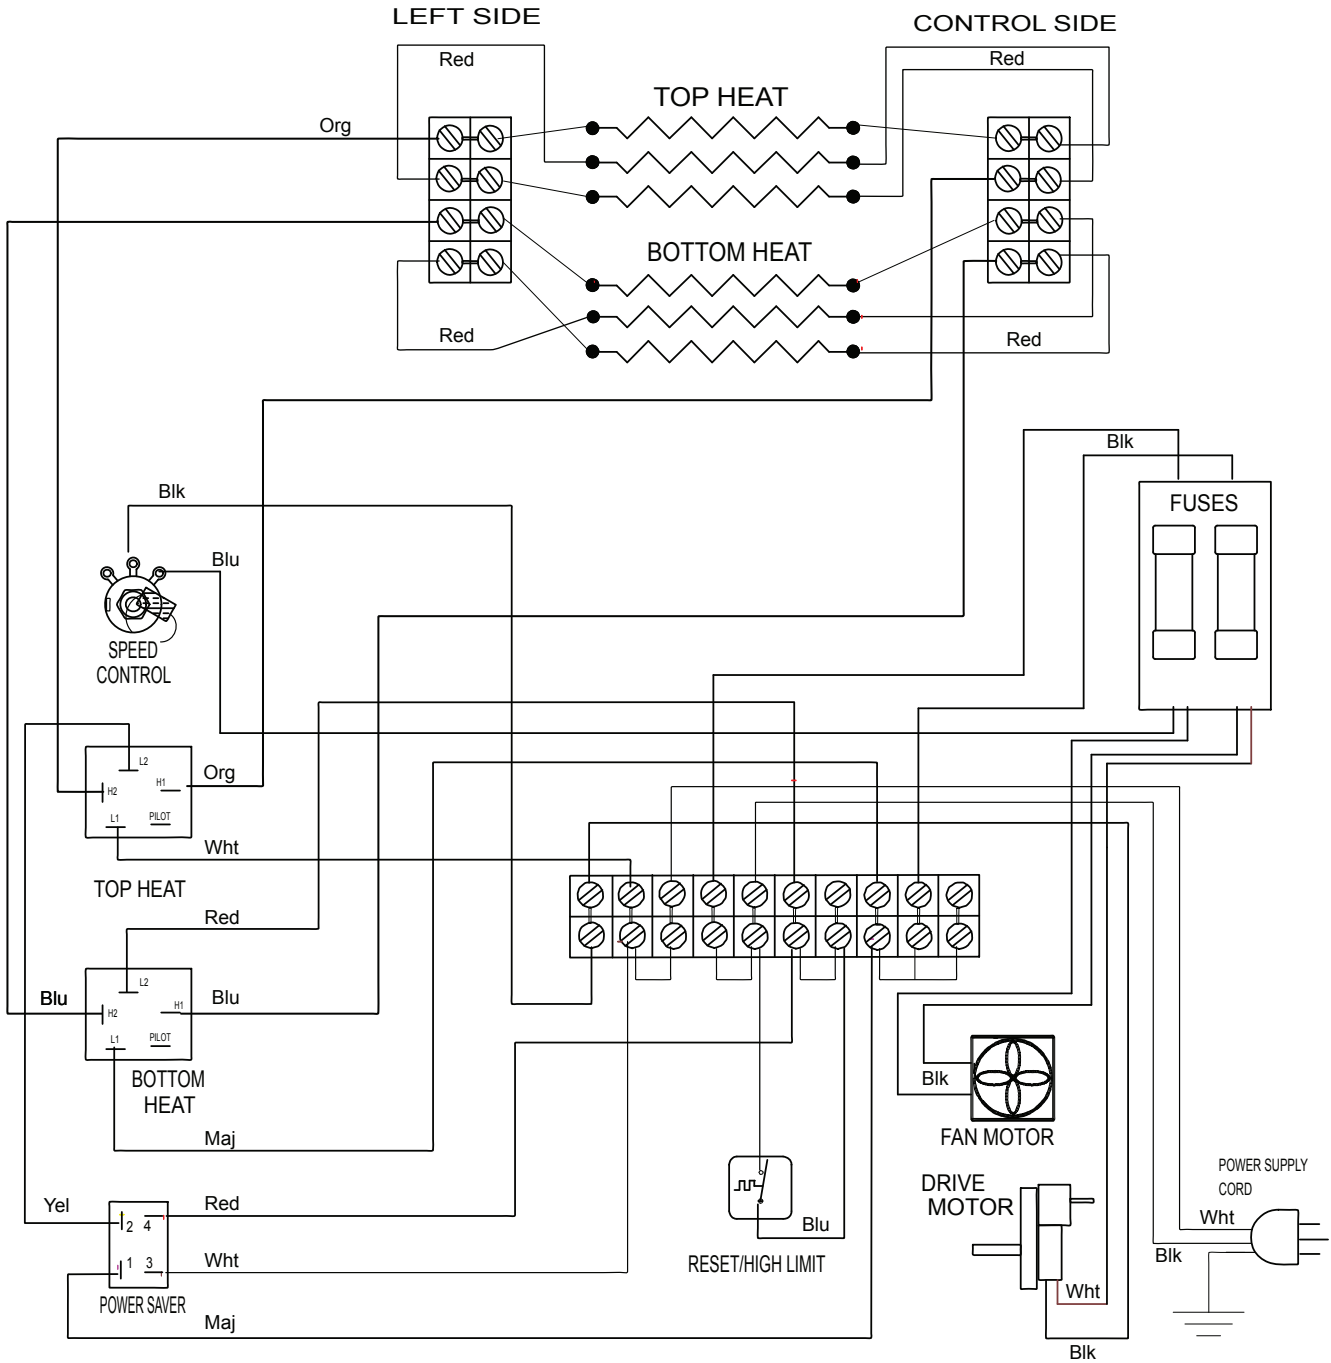 LEFT SIDE
CONTROL SIDE
Red
Red
TOP HEAT
Org
BOTTOM HEAT
Red
Red
Blk
FUSES
Blk
Blu
SPEED
CONTROL
L2
H1
Org
H2
L1
PILOT
Wht
TOP HEAT
Red
L2
Blu
Blu
H1
H2
L1
PILOT
BOTTOM
HEAT
Blk
FAN MOTOR
Maj
POWER SUPPLY
CORD
DRIVE
MOTOR
Yel
Red
2 4
Wht
Blu
Blk
1 3
Wht
RESET/HIGH LIMIT
Wht
POWER SAVER
Maj
Blk